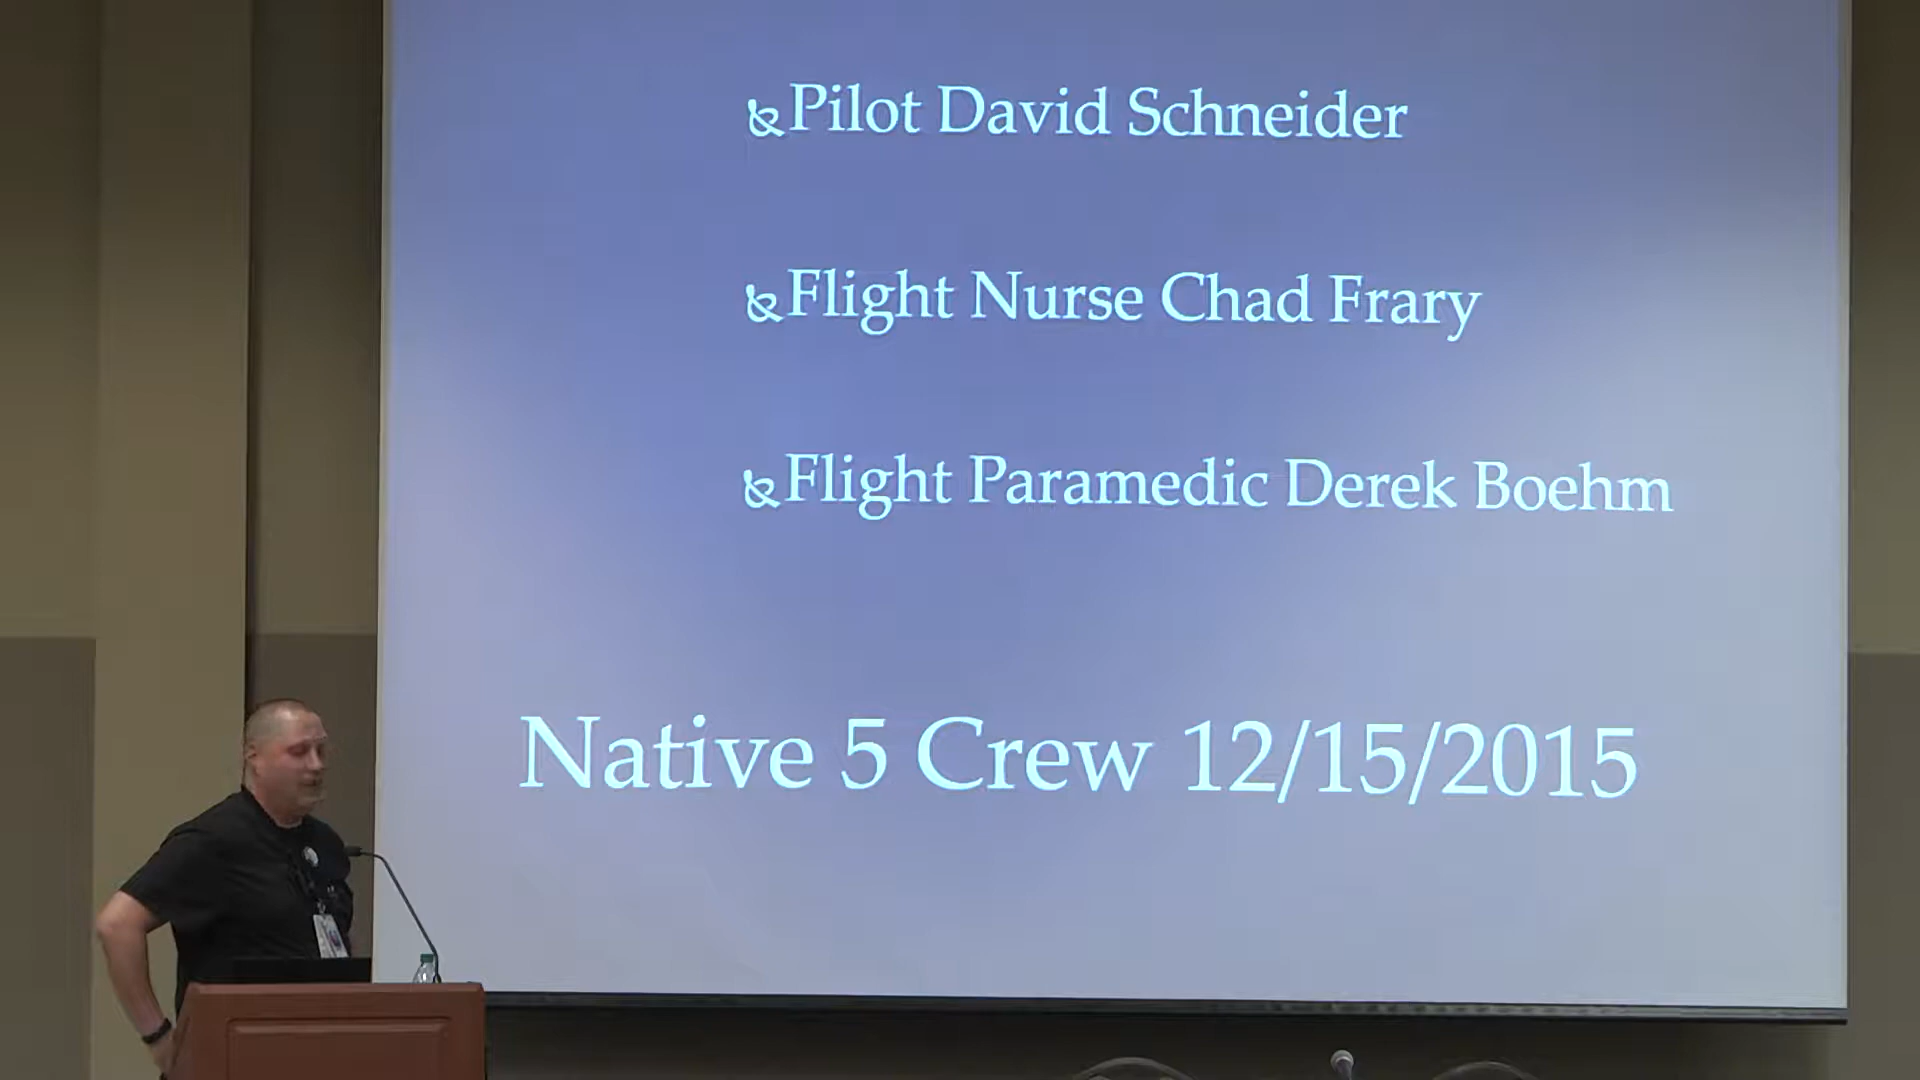 Pilot David Schneider
Flight Nurse Chad Frary
Flight Paramedic Derek Boehm
Native 5 Crew 12/15/2015